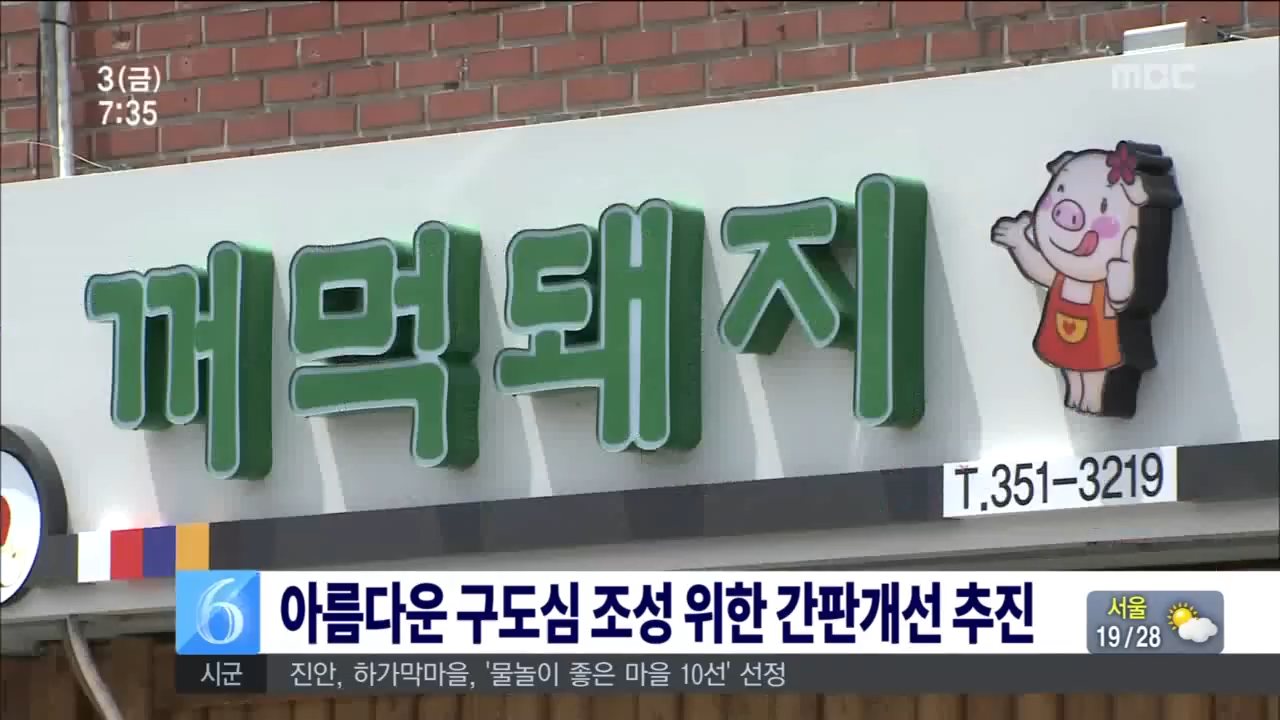 3(금)
7:35
MBC
꺼먹돼지
T.351-3219
6 아름다운 구도심 조성 위한 간판개선 추진
서울
19/28
시군 진안, 하가막마을, '물놀이 좋은 마을 10선' 선정